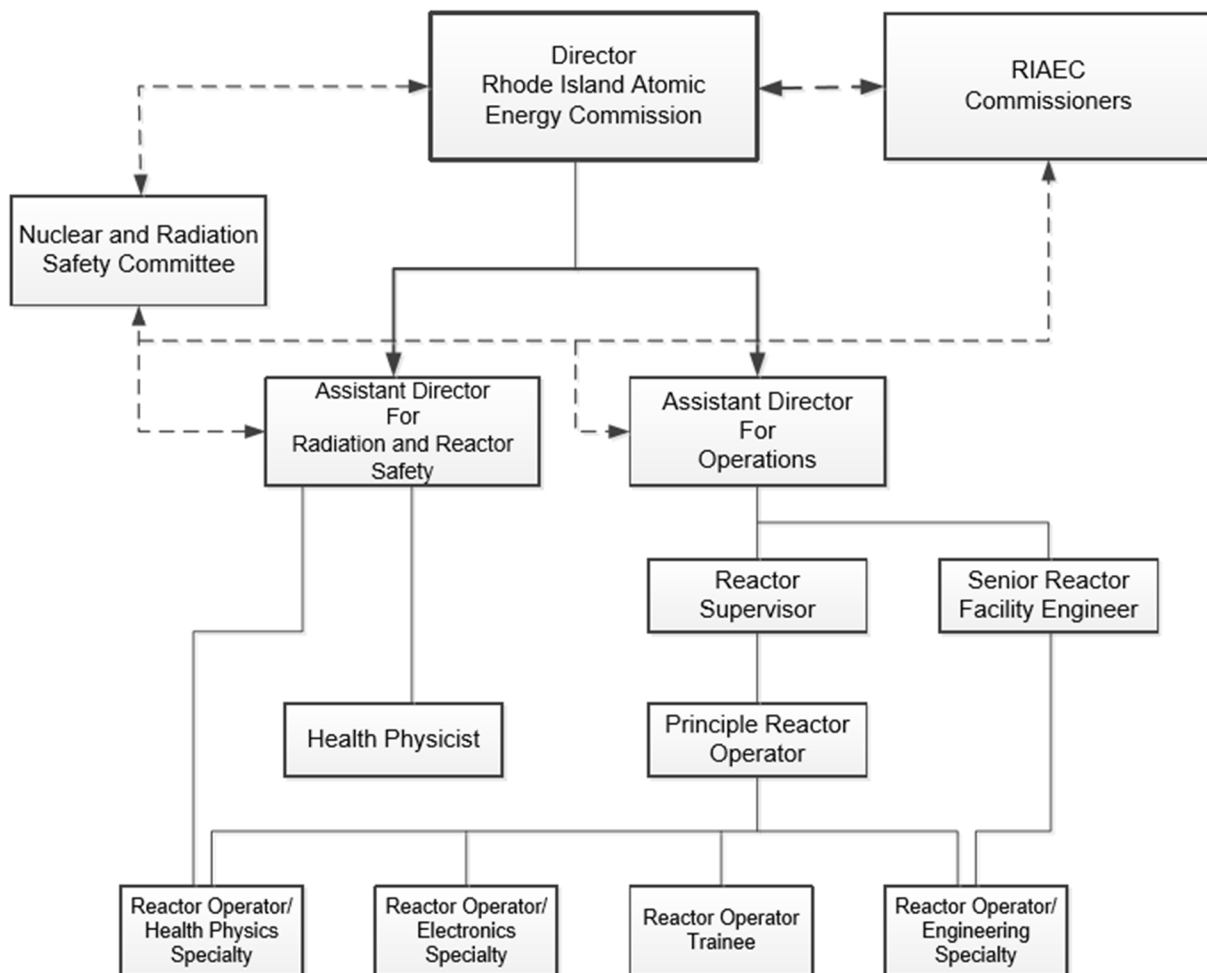 Director
Rhode Island Atomic
Energy Commission
RIAEC
Commissioners
Nuclear and Radiation
Safety Committee
Assistant Director
For
Radiation and Reactor
Safety
Assistant Director
For
Operations
Reactor
Supervisor
Senior Reactor
Facility Engineer
Health Physicist
Principle Reactor
Operator
Reactor Operator/
Health Physics
Specialty
Reactor Operator/
Electronics
Specialty
Reactor Operator
Trainee
Reactor Operator/
Engineering
Specialty